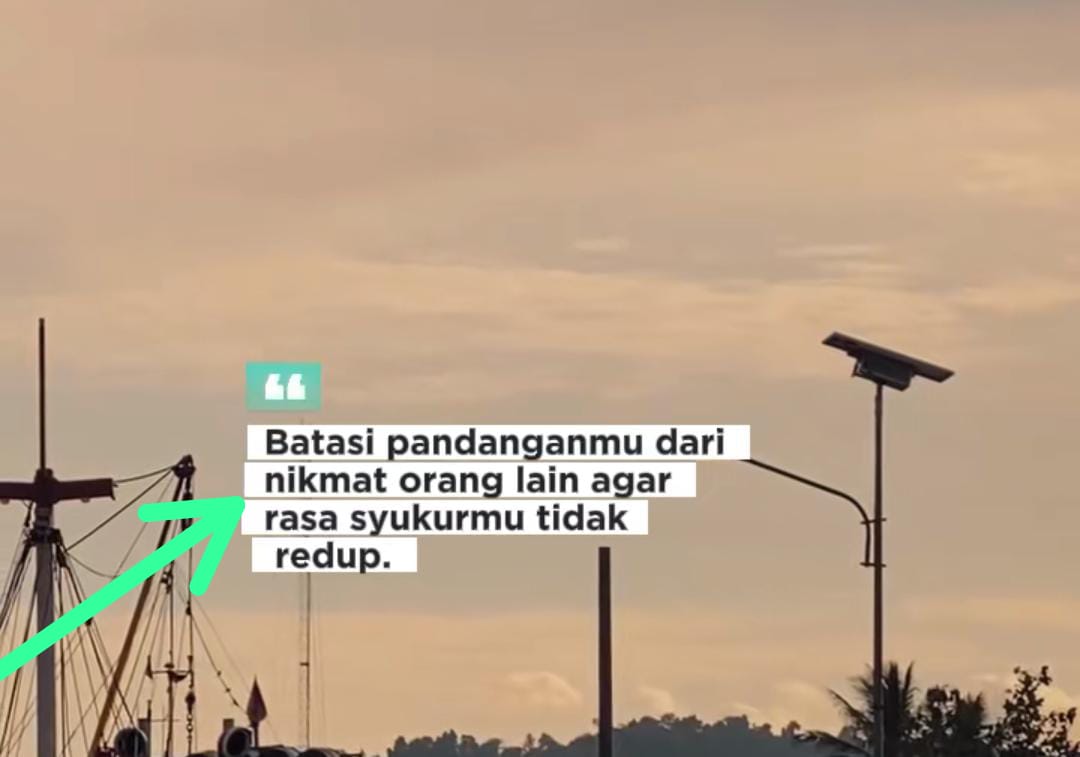 ❝
Batasi pandanganmu dari
nikmat orang lain agar
rasa syukurmu tidak
redup.